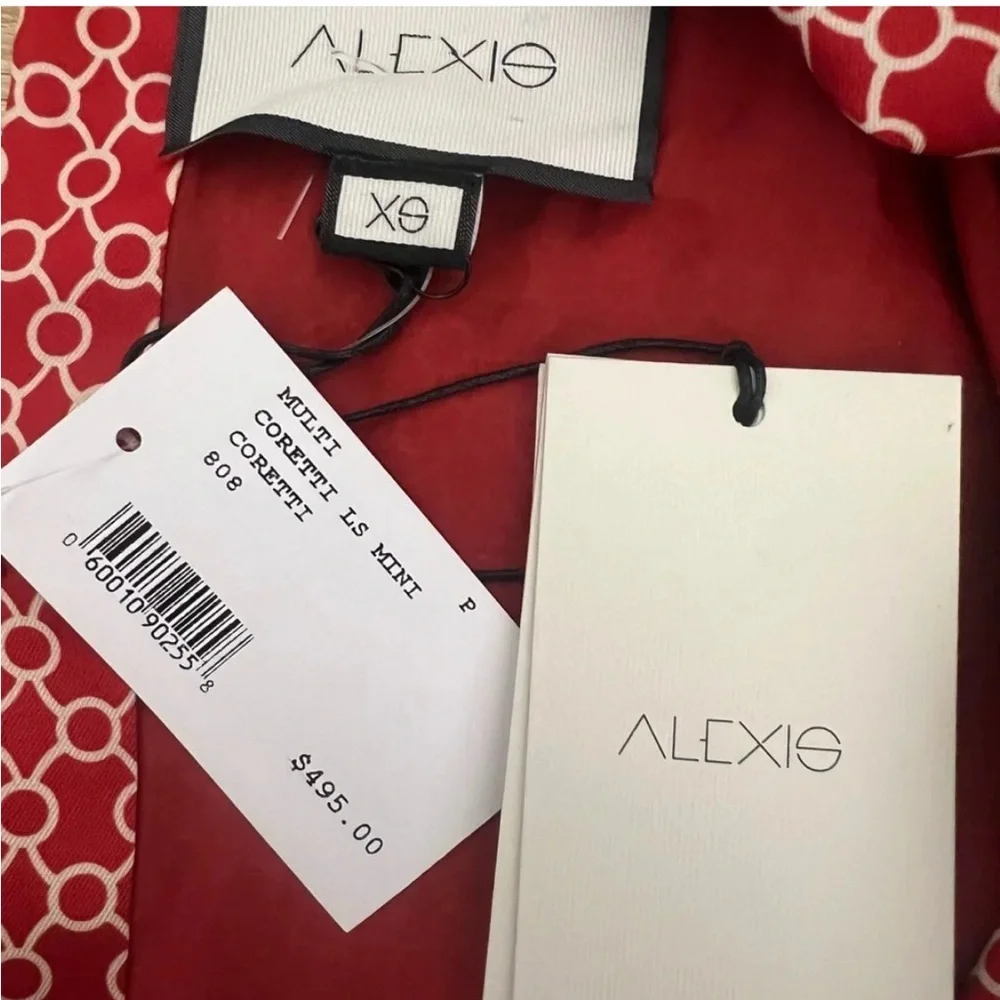 ALEXIS
XS
MULTI
CORETTI LS MINI P
CORETTI
808
0 60010 90255 8
$495.00
ALEXIS